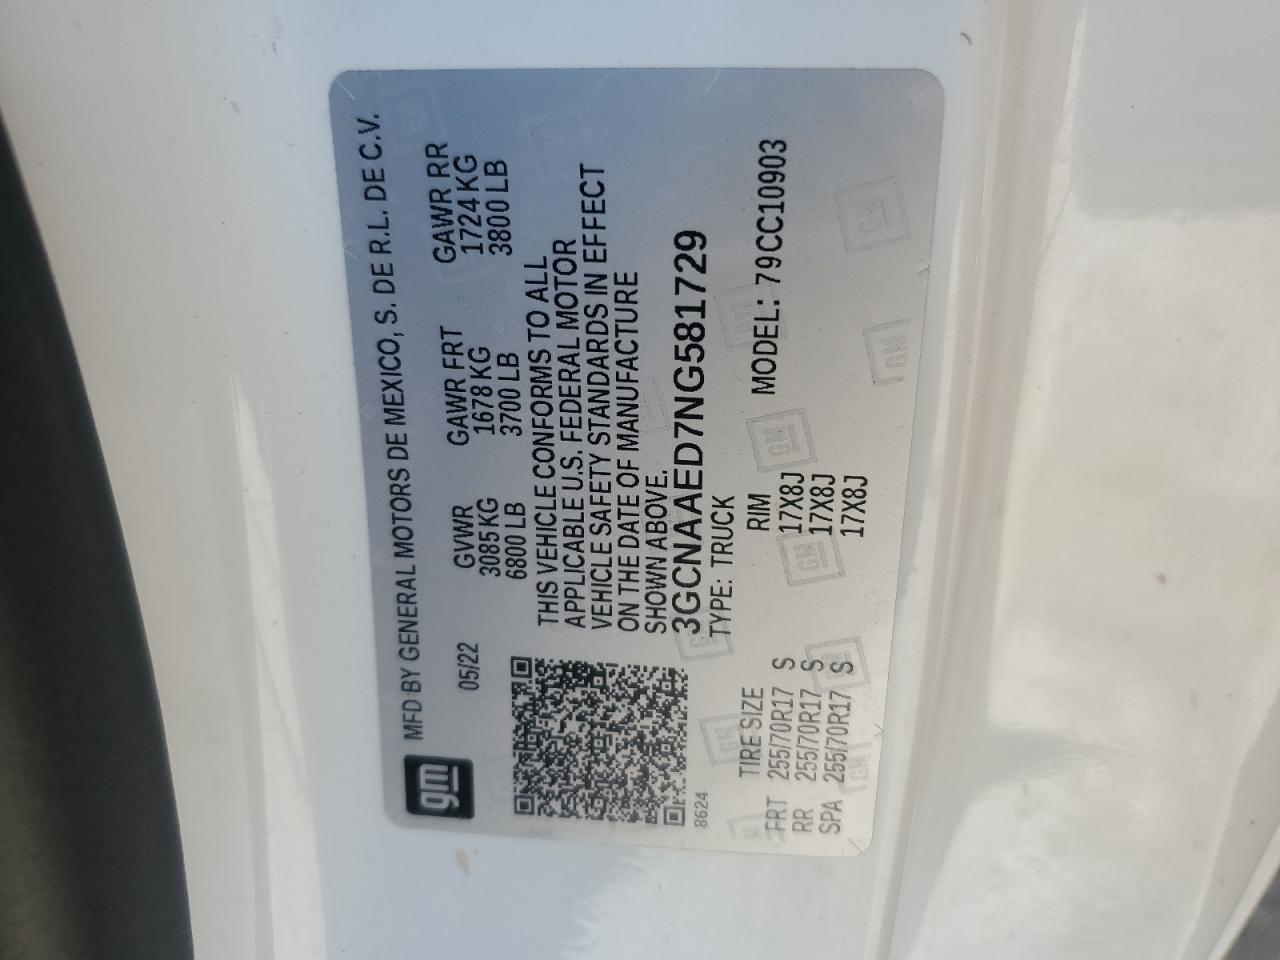 gm MFD BY GENERAL MOTORS DE MEXICO, S. DE R.L. DE C.V.
05/22 GVWR GAWR FRT GAWR RR
3085 KG 1678 KG 1724 KG
6800 LB 3700 LB 3800 LB
THIS VEHICLE CONFORMS TO ALL
APPLICABLE U.S. FEDERAL MOTOR
VEHICLE SAFETY STANDARDS IN EFFECT
ON THE DATE OF MANUFACTURE
SHOWN ABOVE.
3GCNAAED7NG581729
8624
TYPE: TRUCK
TIRE SIZE RIM MODEL: 79CC10903
FRT 255/70R17 S 17X8J
RR 255/70R17 S 17X8J
SPA 255/70R17 S 17X8J